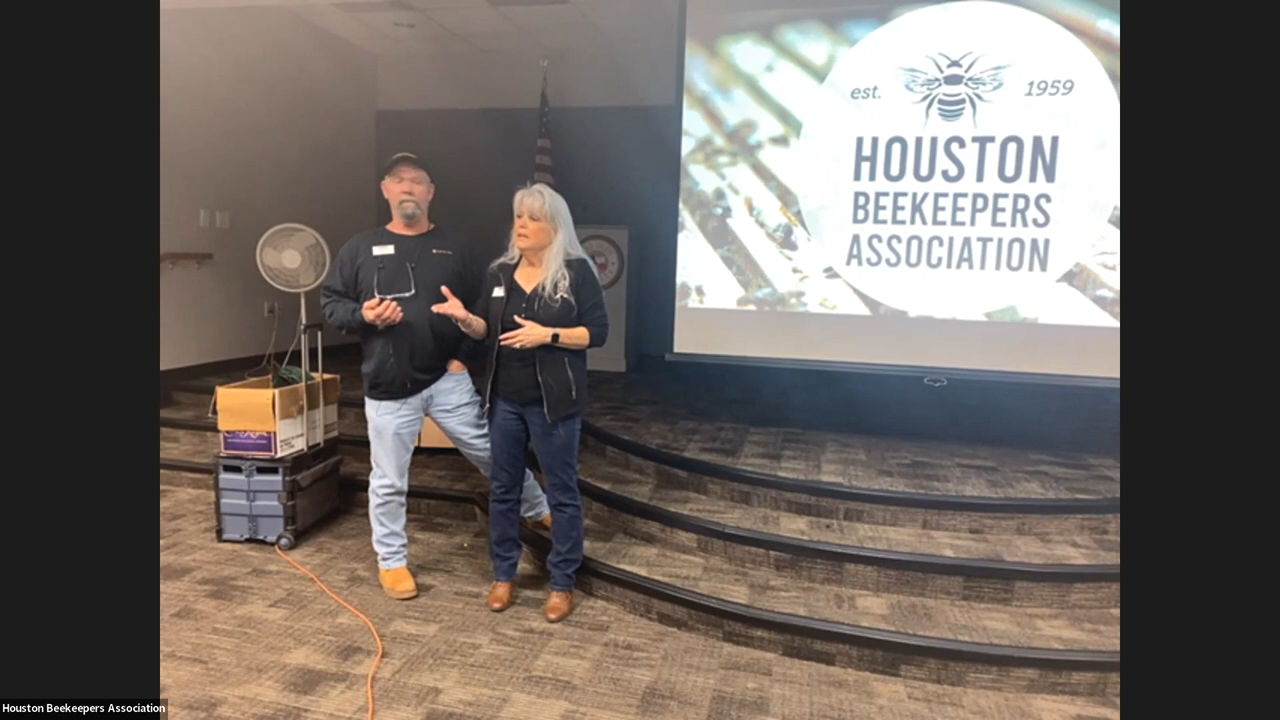 est. 1959
HOUSTON
BEEKEEPERS
ASSOCIATION
Houston Beekeepers Association